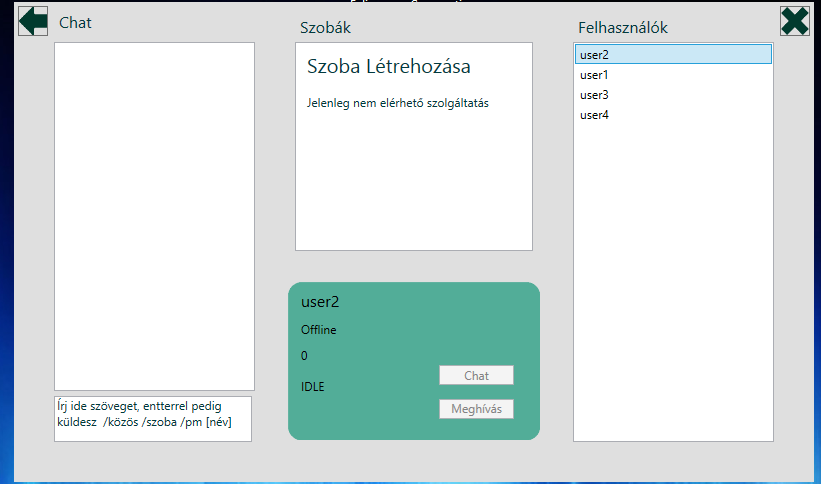 Chat
Írj ide szöveget, entterrel pedig
küldesz /közös /szoba /pm [név]
Szobák
Szoba Létrehozása
Jelenleg nem elérhető szolgáltatás
user2
Offline
0
IDLE
Chat
Meghívás
Felhasználók
user2
user1
user3
user4